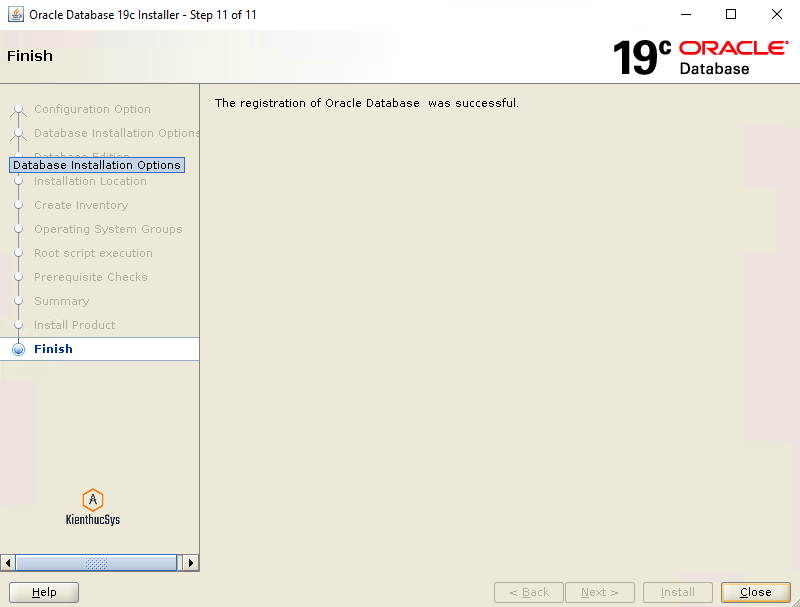 Oracle Database 19c Installer - Step 11 of 11
Finish
19c ORACLE
Database
Configuration Option
Database Installation Options
Database Edition
Database Installation Options
Installation Location
Create Inventory
Operating System Groups
Root script execution
Prerequisite Checks
Summary
Install Product
Finish
The registration of Oracle Database  was successful.
A
KienthucSys
Help
< Back
Next >
Install
Close